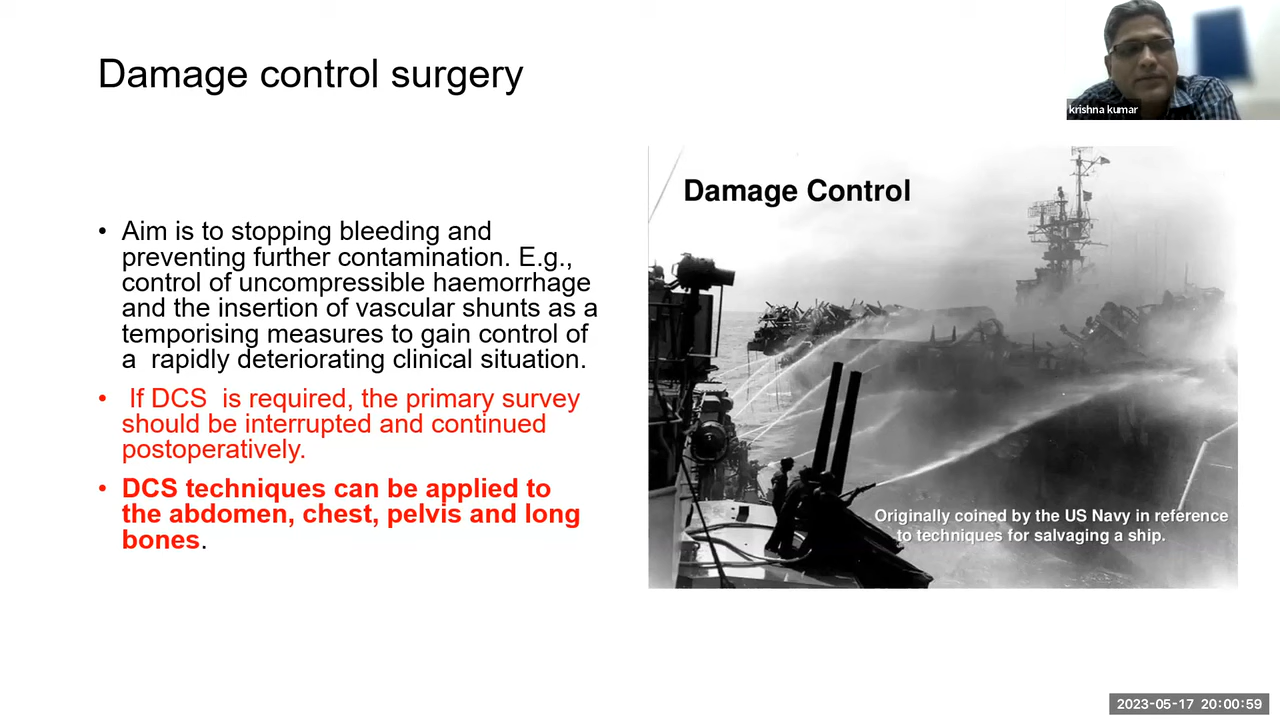 Damage control surgery
krishna kumar
• Aim is to stopping bleeding and
preventing further contamination. E.g.,
control of uncompressible haemorrhage
and the insertion of vascular shunts as a
temporising measures to gain control of
a  rapidly deteriorating clinical situation.
•  If DCS  is required, the primary survey
should be interrupted and continued
postoperatively.
• DCS techniques can be applied to
the abdomen, chest, pelvis and long
bones.
Damage Control
Originally coined by the US Navy in reference
to techniques for salvaging a ship.
2023-05-17 20:00:59